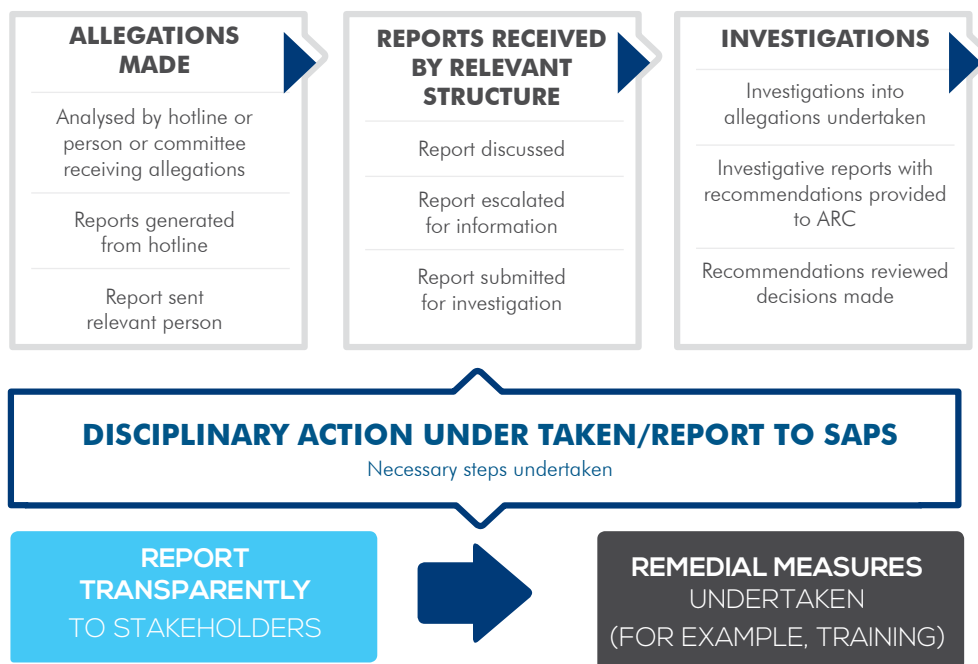 ALLEGATIONS
MADE
Analysed by hotline or
person or committee
receiving allegations
Reports generated
from hotline
Report sent
relevant person
REPORTS RECEIVED
BY RELEVANT
STRUCTURE
Report discussed
Report escalated
for information
Report submitted
for investigation
INVESTIGATIONS
Investigations into
allegations undertaken
Investigative reports with
recommendations provided
to ARC
Recommendations reviewed
decisions made
DISCIPLINARY ACTION UNDER TAKEN/REPORT TO SAPS
Necessary steps undertaken
REPORT
TRANSPARENTLY
TO STAKEHOLDERS
REMEDIAL MEASURES
UNDERTAKEN
(FOR EXAMPLE, TRAINING)